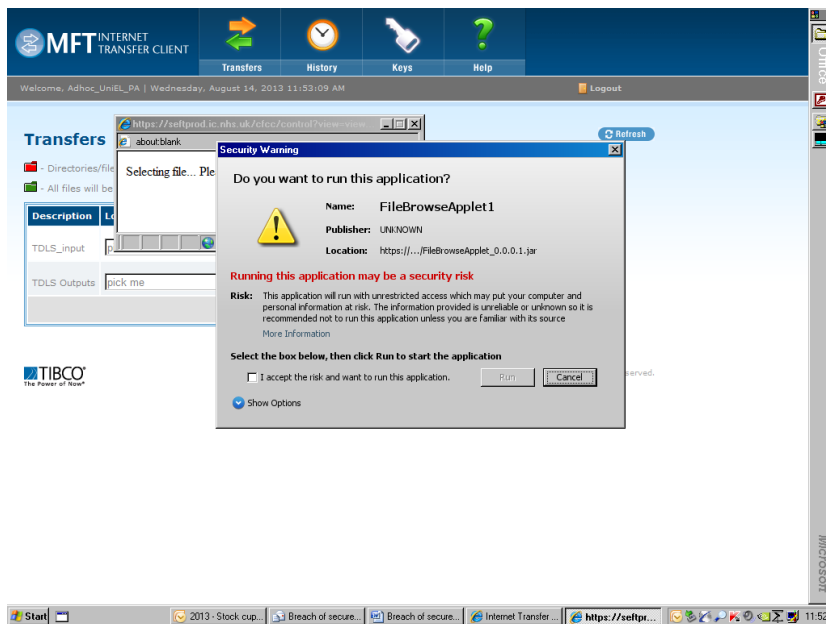 MFT INTERNET TRANSFER CLIENT
Transfers History Keys Help
Welcome, Adhoc_UniEL_PA | Wednesday, August 14, 2013 11:53:09 AM
Logout
https://seftprod.ic.nhs.uk/cfcc/control?view=view
about:blank
Selecting file... Ple
Transfers
Refresh
- Directories/file
- All files will be
Description Lo
TDLS_input p
TDLS Outputs pick me
Security Warning
Do you want to run this application?
Name: FileBrowseApplet1
Publisher: UNKNOWN
Location: https://.../FileBrowseApplet_0.0.0.1.jar
Running this application may be a security risk
Risk: This application will run with unrestricted access which may put your computer and
personal information at risk. The information provided is unreliable or unknown so it is
recommended not to run this application unless you are familiar with its source
More Information
Select the box below, then click Run to start the application
I accept the risk and want to run this application. Run Cancel
Show Options
TIBCO
The Power of Now®
served.
Office
Microsoft
Start 2013 - Stock cup... Breach of secure... Breach of secure... Internet Transfer ... https://seftpr... 11:52